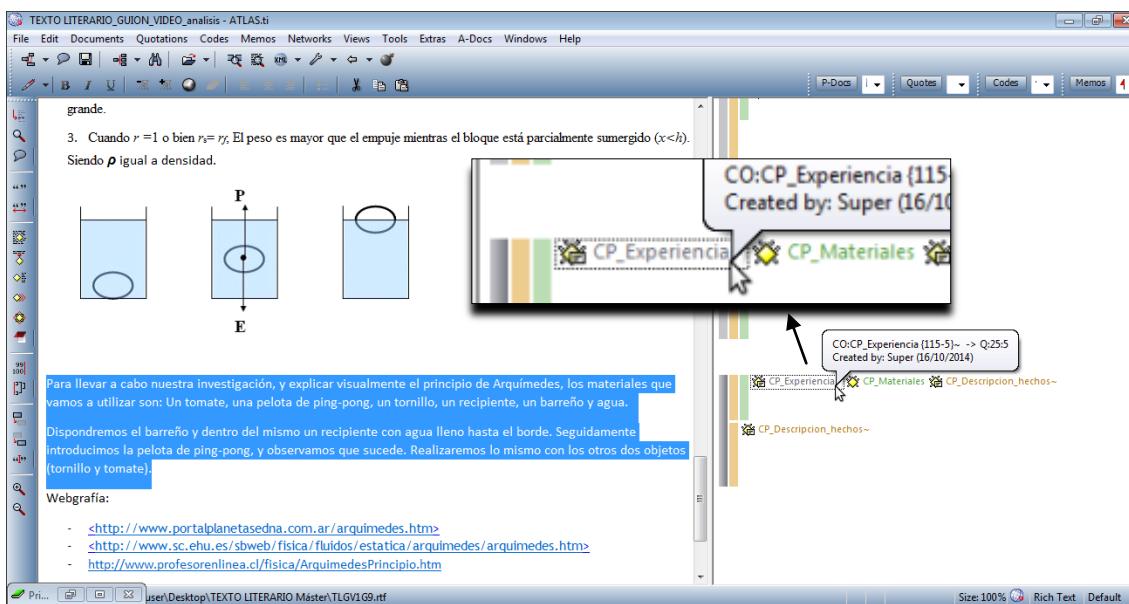 TEXTO LITERARIO_GUION_VIDEO_analisis - ATLAS.ti
File Edit Documents Quotations Codes Memos Networks Views Tools Extras A-Docs Windows Help
B I U
P-Docs Quotes Codes Memos
grande.
3. Cuando r =1 o bien rs= rf; El peso es mayor que el empuje mientras el bloque está parcialmente sumergido (x<h).
Siendo ρ igual a densidad.
P
E
CO:CP_Experiencia {115-
Created by: Super (16/10
CP_Experiencia CP_Materiales
CO:CP_Experiencia {115-5}~ -> Q:25:5
Created by: Super (16/10/2014)
CP_Experiencia CP_Materiales CP_Descripcion_hechos~
CP_Descripcion_hechos~
Para llevar a cabo nuestra investigación, y explicar visualmente el principio de Arquímedes, los materiales que
vamos a utilizar son: Un tomate, una pelota de ping-pong, un tornillo, un recipiente, un barreño y agua.
Dispondremos el barreño y dentro del mismo un recipiente con agua lleno hasta el borde. Seguidamente
introducimos la pelota de ping-pong, y observamos que sucede. Realizaremos lo mismo con los otros dos objetos
(tornillo y tomate).
Webgrafía:
- <http://www.portalplanetasedna.com.ar/arquimedes.htm>
- <http://www.sc.ehu.es/sbweb/fisica/fluidos/estatica/arquimedes/arquimedes.htm>
- http://www.profesorenlinea.cl/fisica/ArquimedesPrincipio.htm
Pri... user\Desktop\TEXTO LITERARIO Máster\TLGV1G9.rtf
Size: 100% Rich Text Default